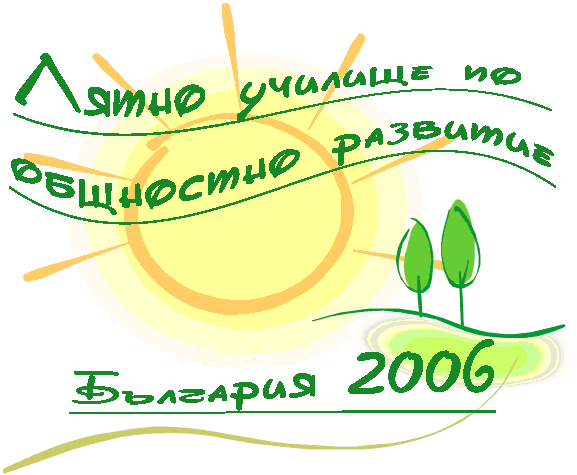 Лятно училище по
общностно развитие
България 2006